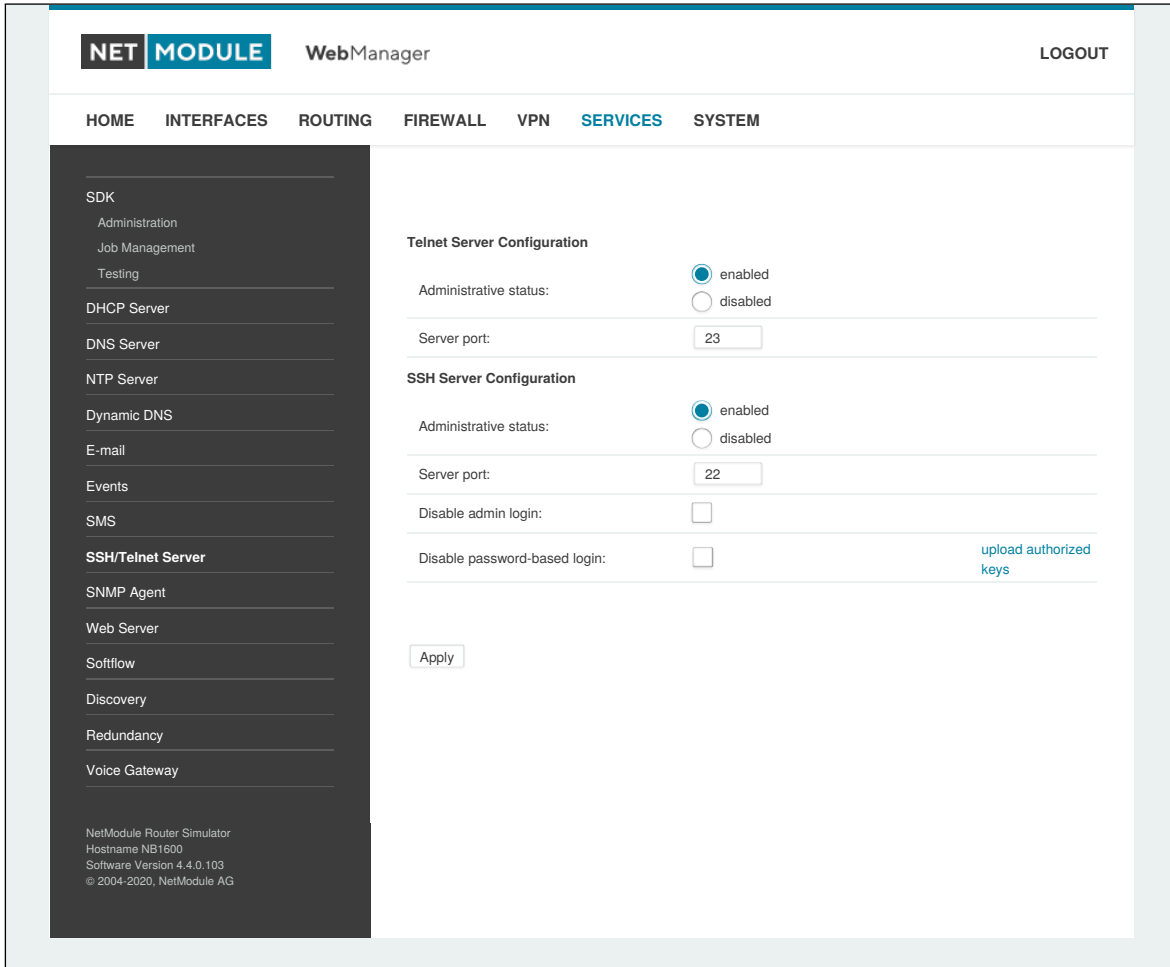 NET MODULE WebManager LOGOUT
HOME INTERFACES ROUTING FIREWALL VPN SERVICES SYSTEM
SDK
Administration
Job Management
Testing
DHCP Server
DNS Server
NTP Server
Dynamic DNS
E-mail
Events
SMS
SSH/Telnet Server
SNMP Agent
Web Server
Softflow
Discovery
Redundancy
Voice Gateway
NetModule Router Simulator
Hostname NB1600
Software Version 4.4.0.103
© 2004-2020, NetModule AG
Telnet Server Configuration
Administrative status:
enabled
disabled
Server port: 23
SSH Server Configuration
Administrative status:
enabled
disabled
Server port: 22
Disable admin login:
Disable password-based login:
upload authorized
keys
Apply